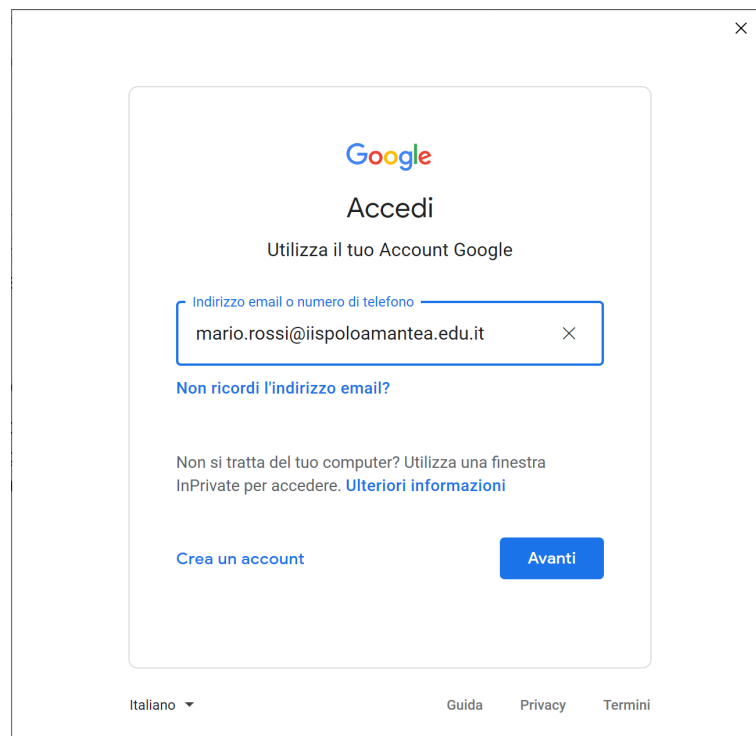 Google
Accedi
Utilizza il tuo Account Google
Indirizzo email o numero di telefono
mario.rossi@iispoloamantea.edu.it
Non ricordi l'indirizzo email?
Non si tratta del tuo computer? Utilizza una finestra
InPrivate per accedere. Ulteriori informazioni
Crea un account
Avanti
Italiano
Guida
Privacy
Termini